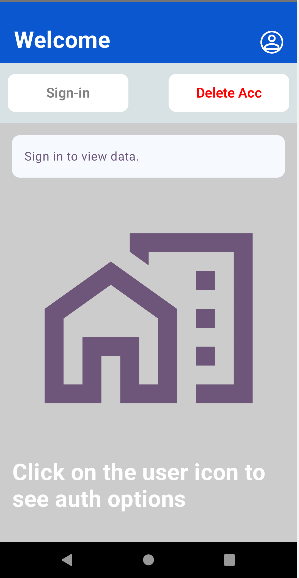 Welcome
Sign-in
Delete Acc
Sign in to view data.
Click on the user icon to
see auth options